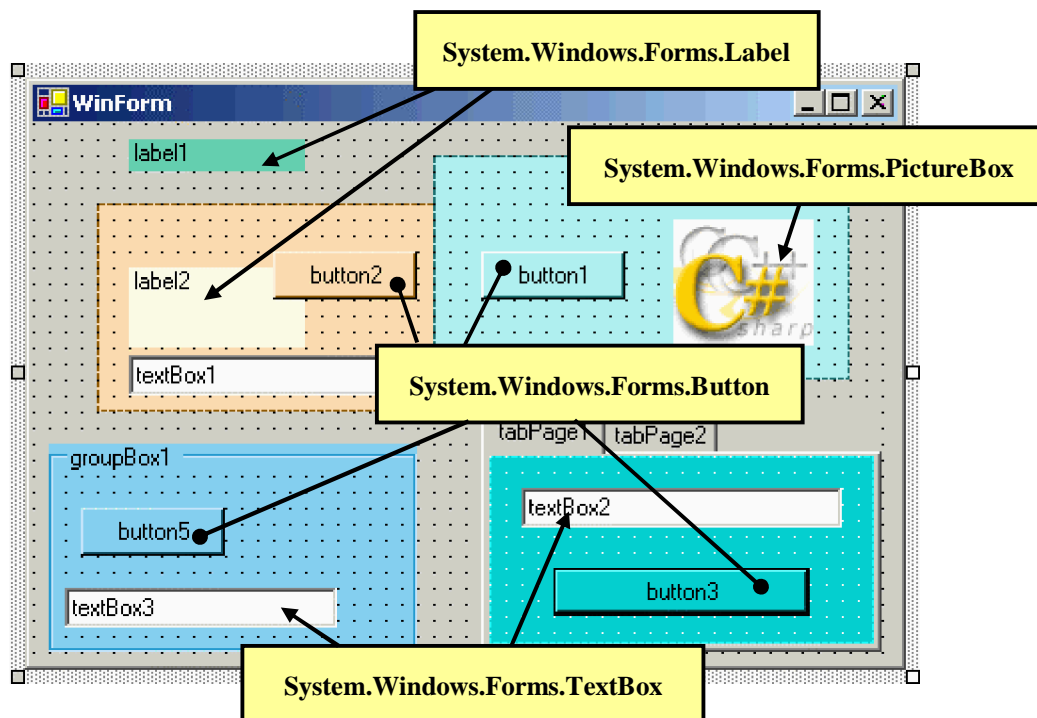 System.Windows.Forms.Label
WinForm
label1
System.Windows.Forms.PictureBox
label2
button2
button1
C#
++
sharp
textBox1
System.Windows.Forms.Button
tabPage1
tabPage2
groupBox1
textBox2
button5
button3
textBox3
System.Windows.Forms.TextBox